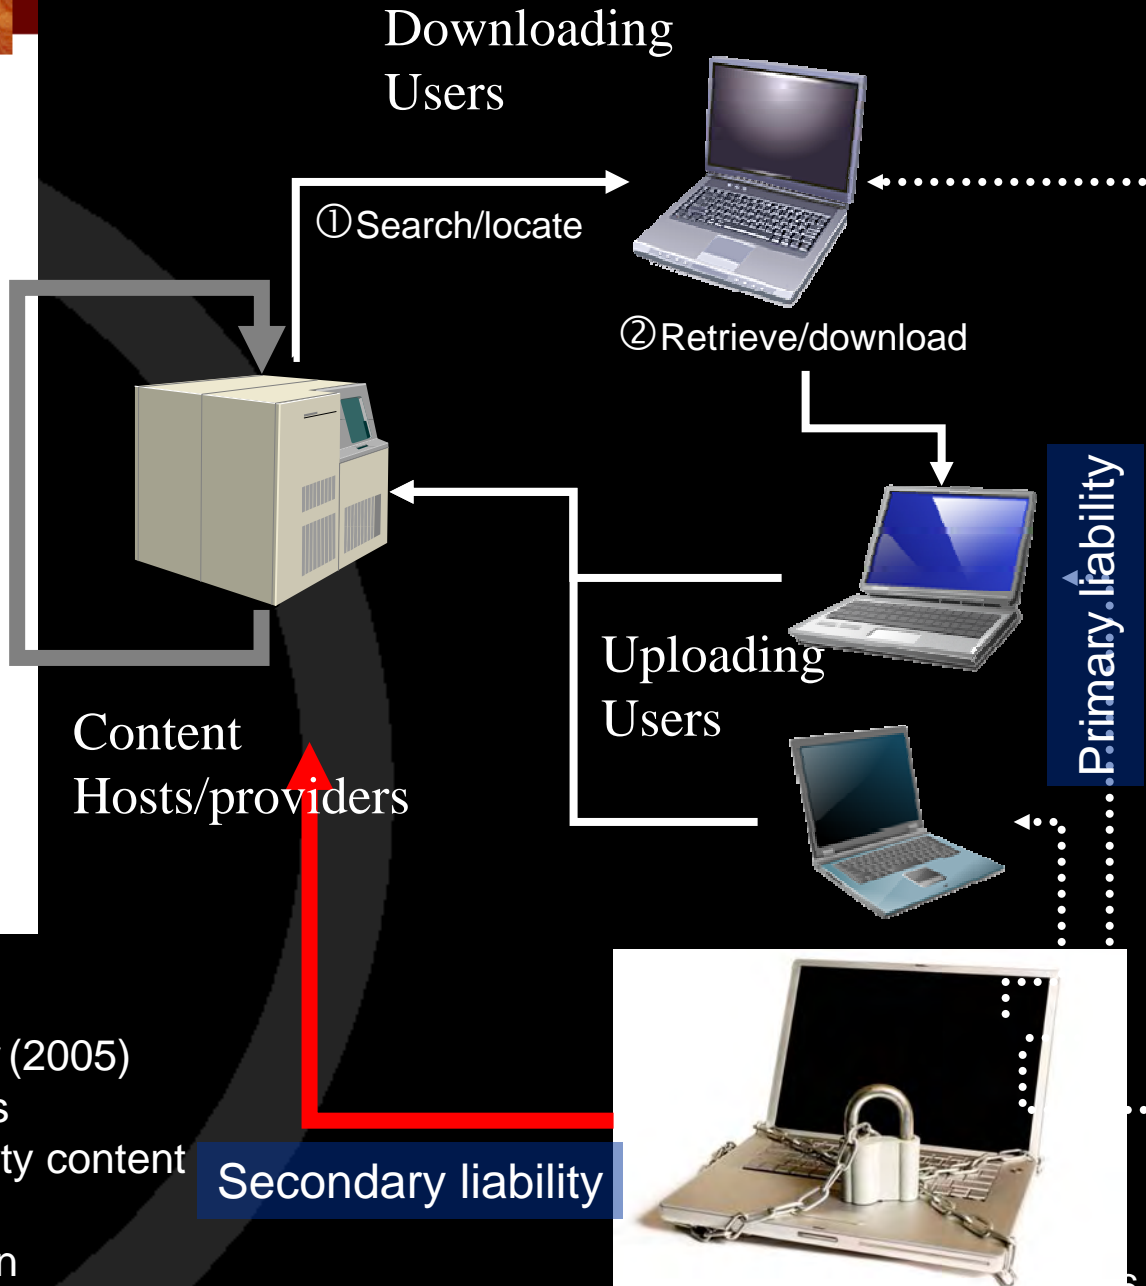 Downloading
Users
①Search/locate
②Retrieve/download
Primary liability
Uploading
Users
Content
Hosts/providers
(2005)
s
ty content
Secondary liability
n